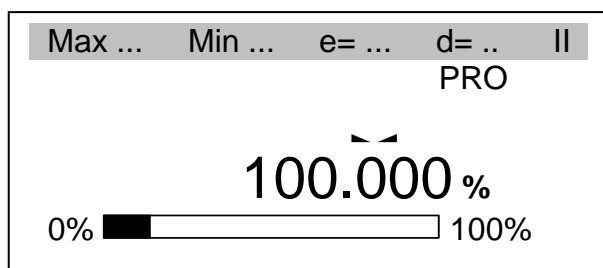 Max ... Min ... e= ... d= .. II
PRO
100.000 %
0% 100%